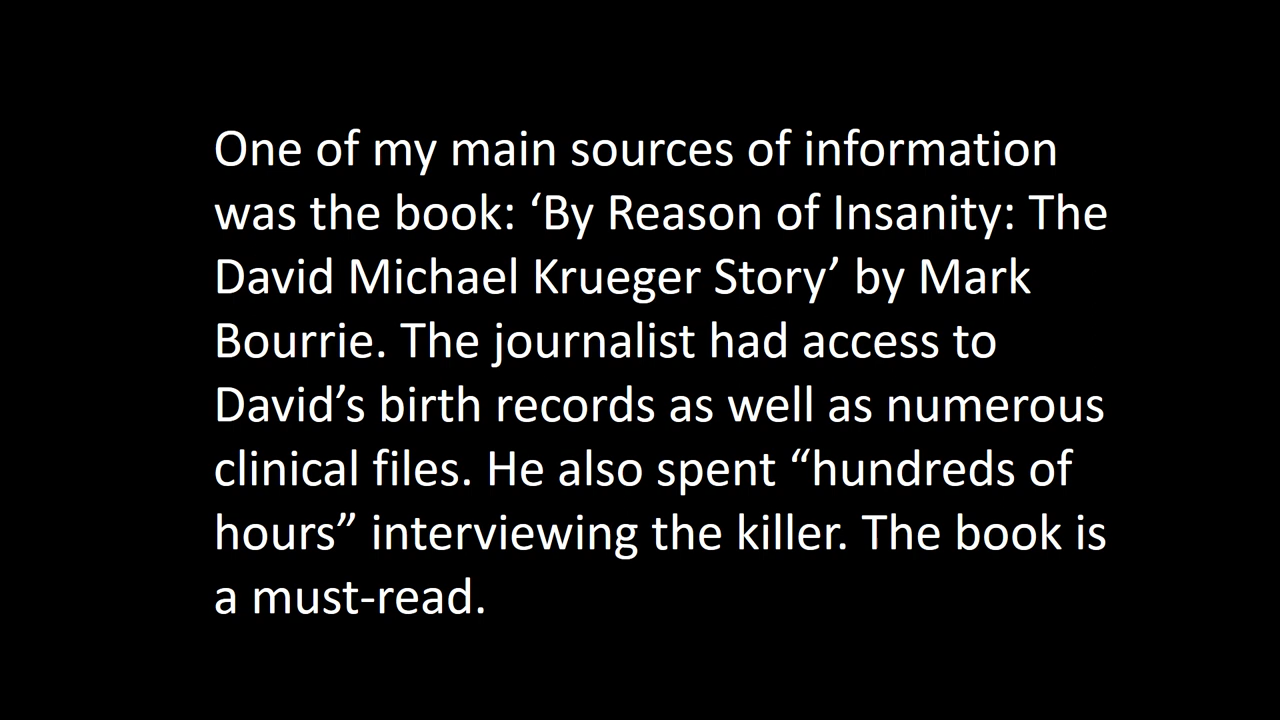 One of my main sources of information
was the book: ‘By Reason of Insanity: The
David Michael Krueger Story’ by Mark
Bourrie. The journalist had access to
David’s birth records as well as numerous
clinical files. He also spent “hundreds of
hours” interviewing the killer. The book is
a must-read.